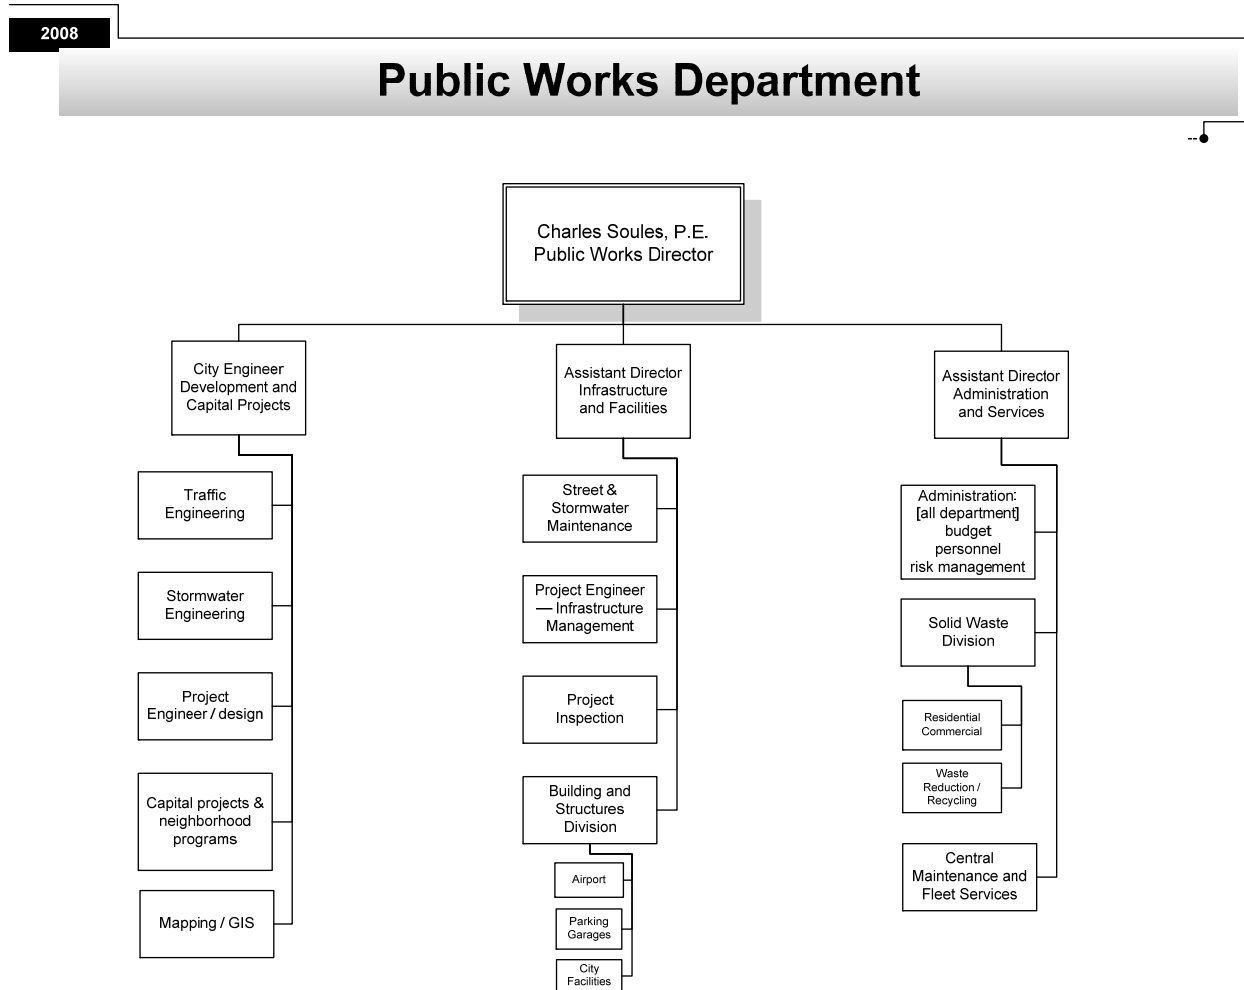 2008
Public Works Department
Charles Soules, P.E.
Public Works Director
City Engineer
Development and
Capital Projects
Traffic
Engineering
Stormwater
Engineering
Project
Engineer / design
Capital projects &
neighborhood
programs
Mapping / GIS
Assistant Director
Infrastructure
and Facilities
Street &
Stormwater
Maintenance
Project Engineer
— Infrastructure
Management
Project
Inspection
Building and
Structures
Division
Airport
Parking
Garages
City
Facilities
Assistant Director
Administration
and Services
Administration:
[all department]
budget
personnel
risk management
Solid Waste
Division
Residential
Commercial
Waste
Reduction /
Recycling
Central
Maintenance and
Fleet Services